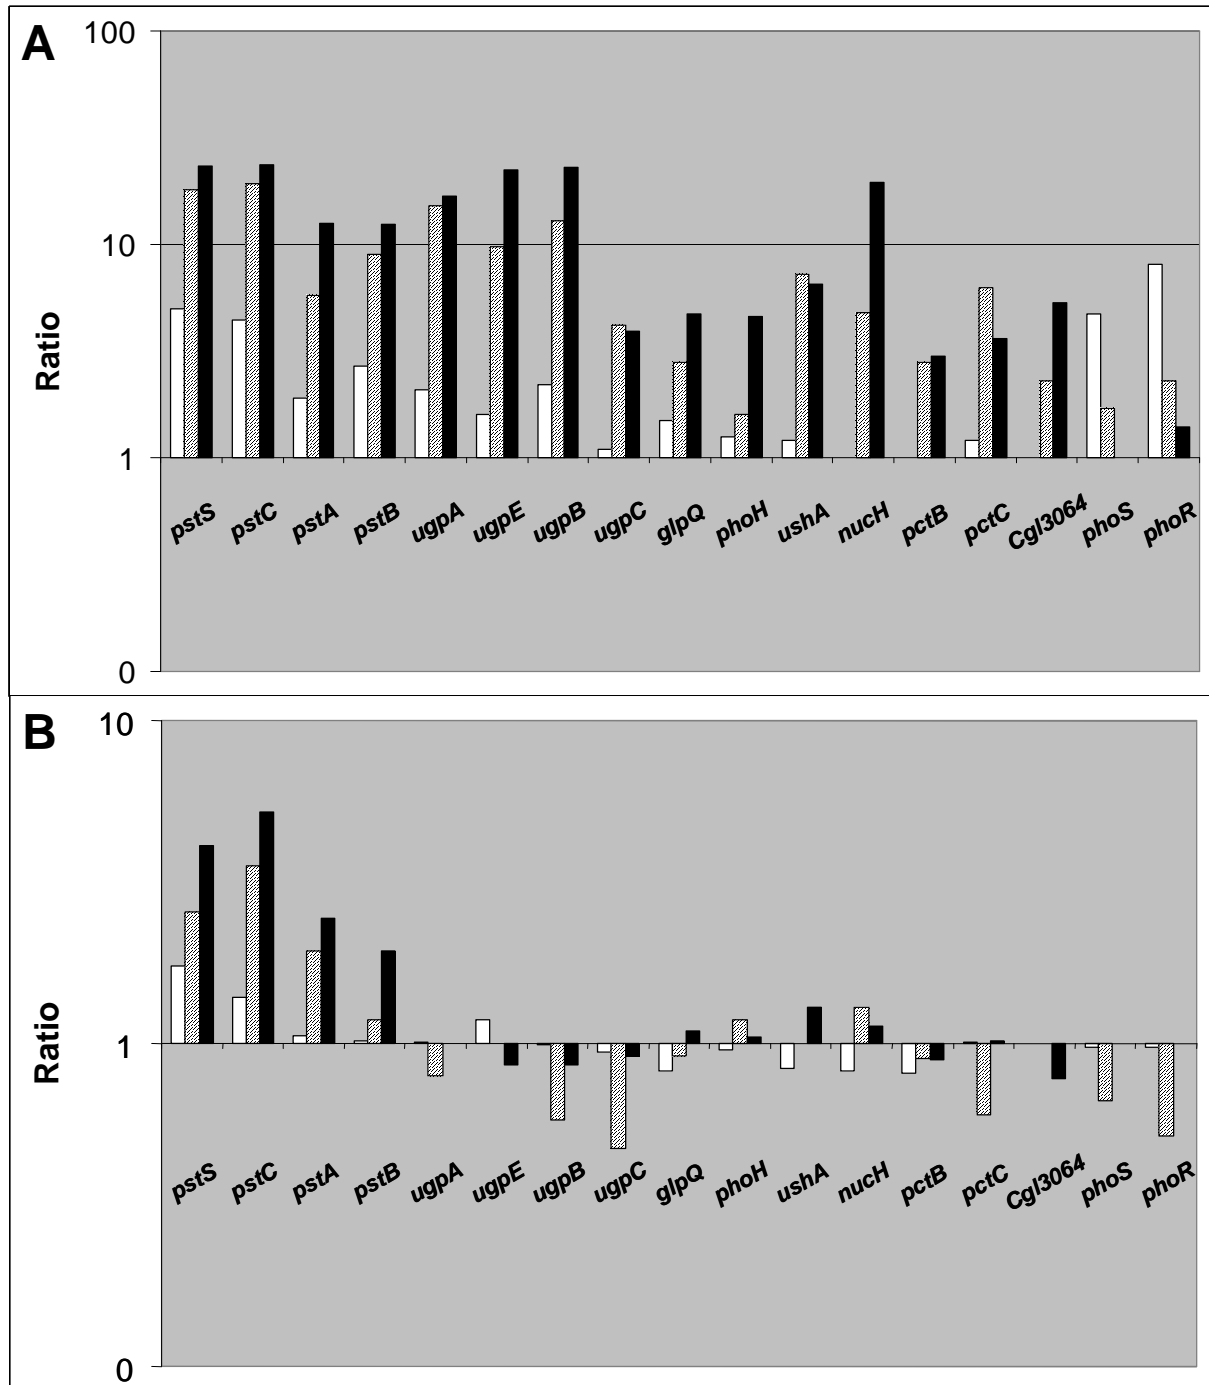 A
100
10
Ratio
1
pstS pstC pstA pstB ugpA ugpE ugpB ugpC glpQ phoH ushA nucH pctB pctC Cgl3064 phoS phoR
0
B
10
1
Ratio
pstS pstC pstA pstB ugpA ugpE ugpB ugpC glpQ phoH ushA nucH pctB pctC Cgl3064 phoS phoR
0